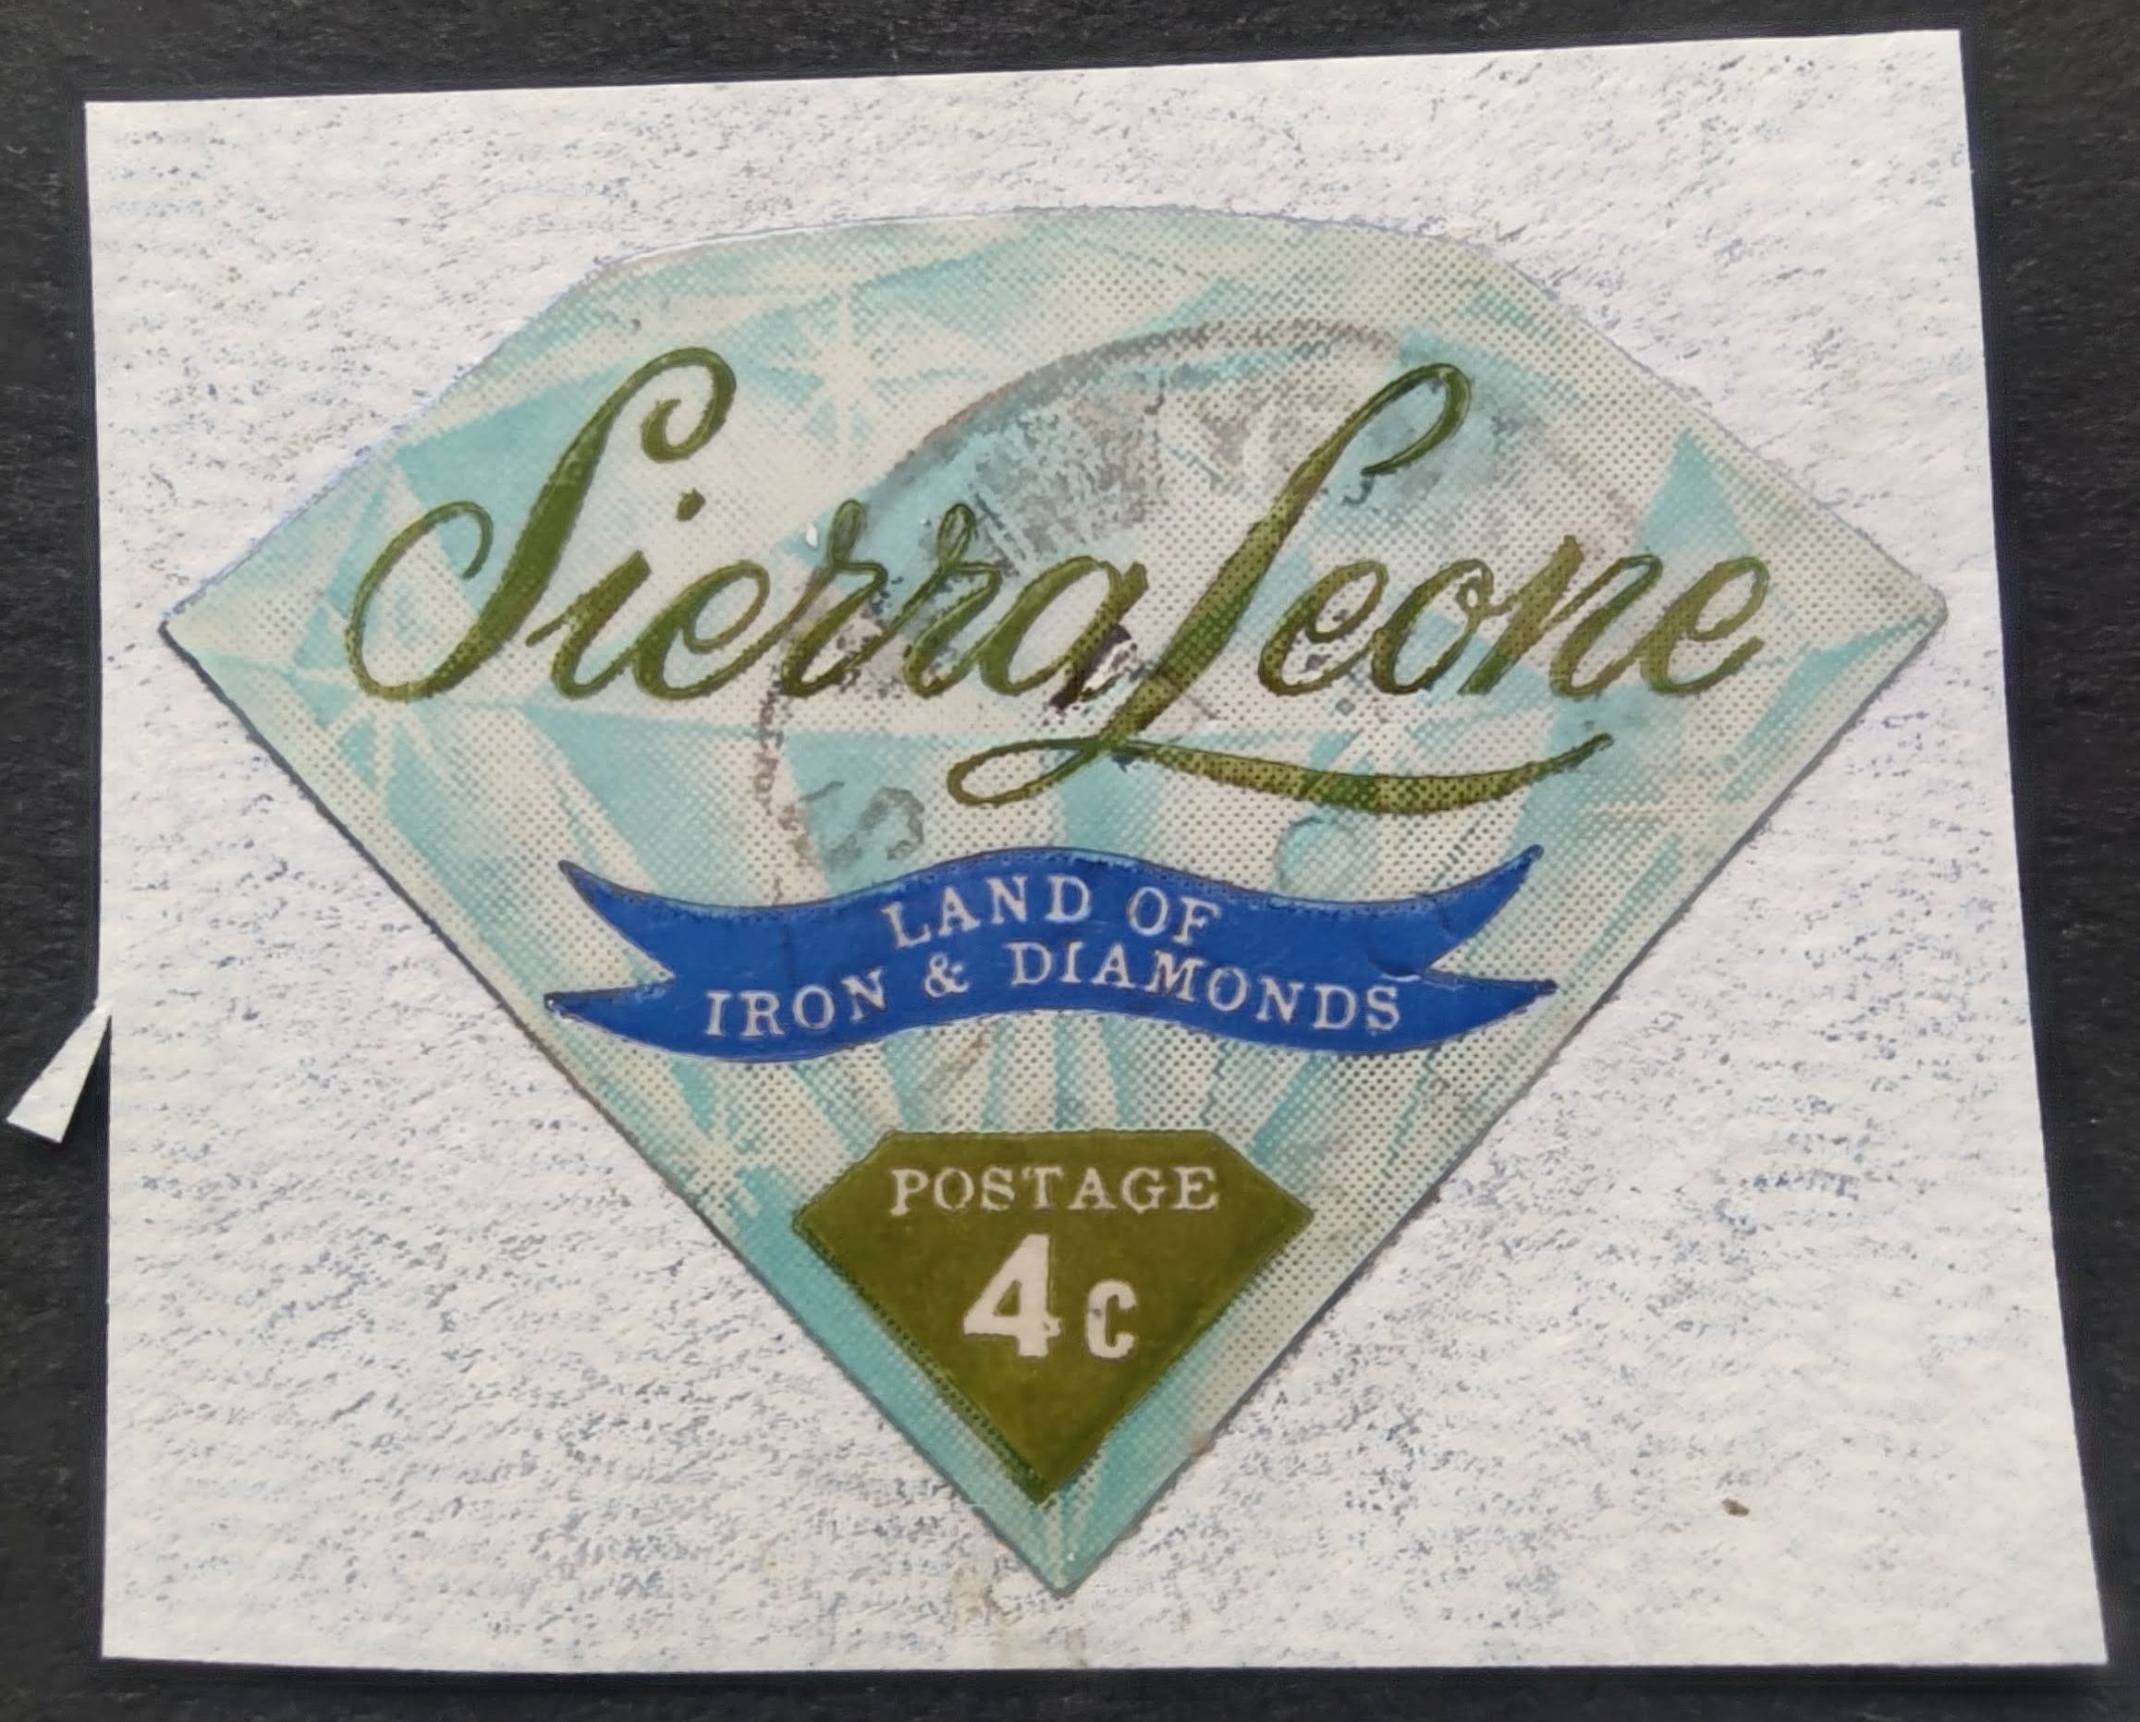 Sierra Leone
LAND OF
IRON & DIAMONDS
POSTAGE
4c